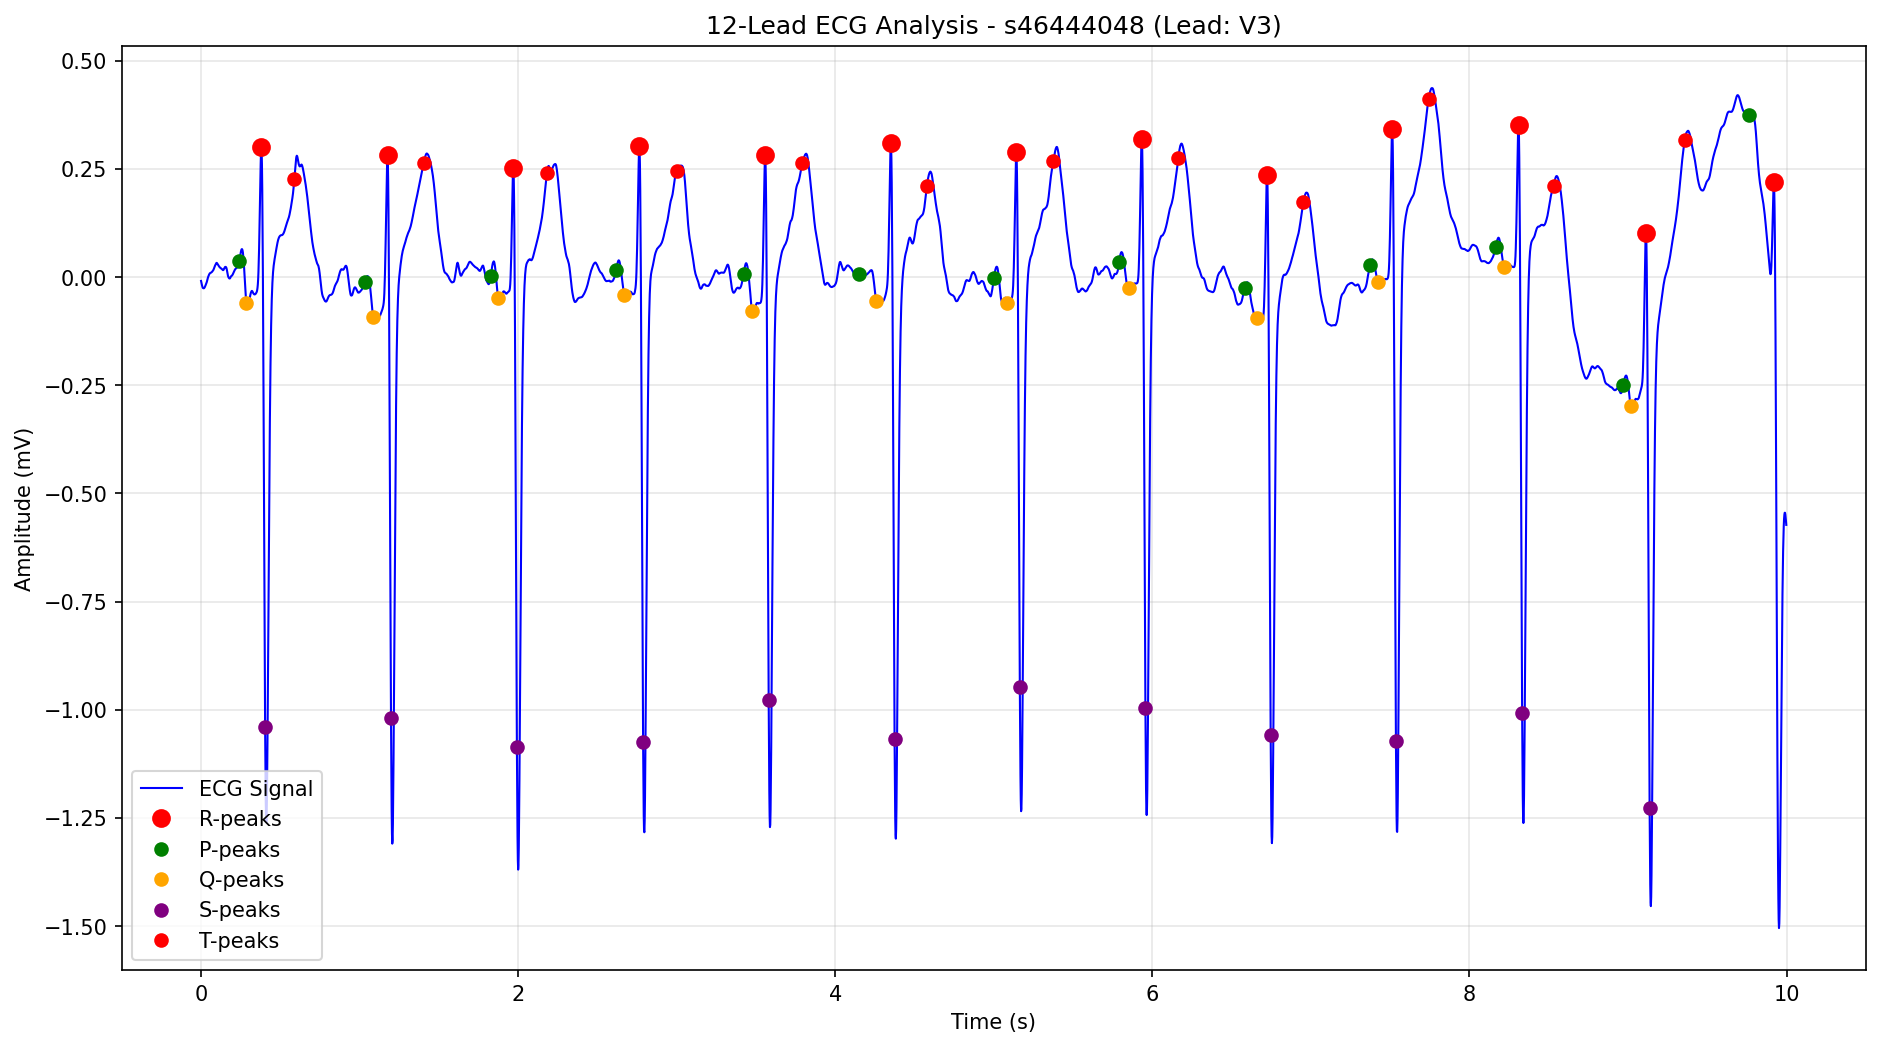 12-Lead ECG Analysis - s46444048 (Lead: V3)
0.50
0.25
0.00
−0.25
−0.50
−0.75
−1.00
−1.25
−1.50
Amplitude (mV)
ECG Signal
R-peaks
P-peaks
Q-peaks
S-peaks
T-peaks
0 2 4 6 8 10
Time (s)